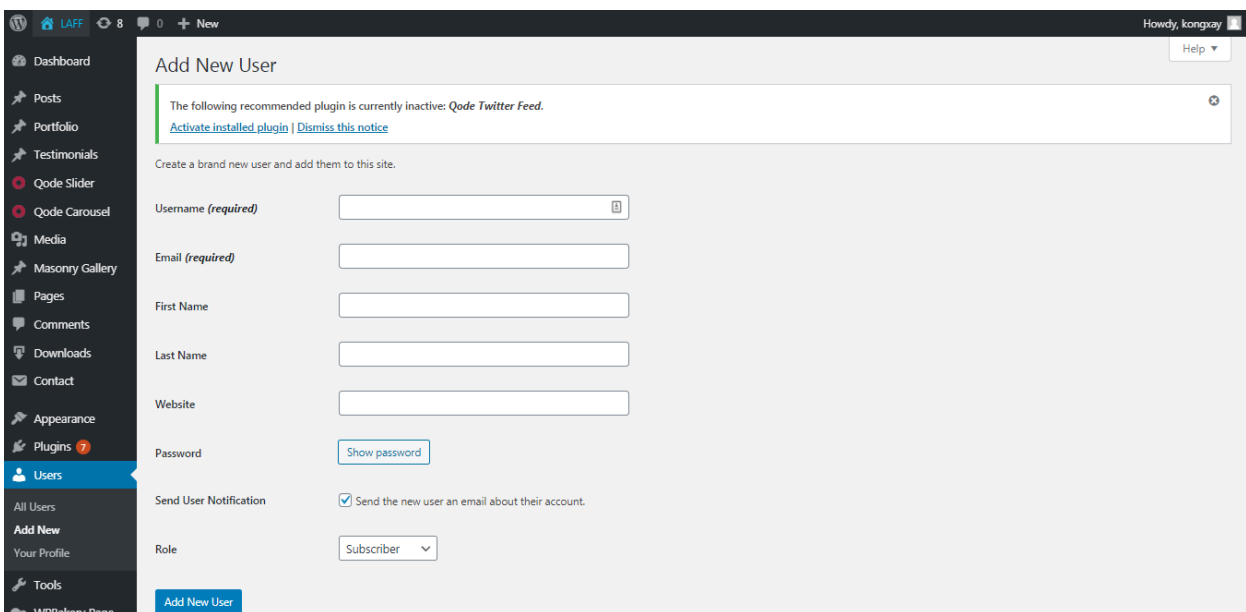 LAFF 8 0 + New Howdy, kongxay
Help ▼
Dashboard
Posts
Portfolio
Testimonials
Qode Slider
Qode Carousel
Media
Masonry Gallery
Pages
Comments
Downloads
Contact
Appearance
Plugins 7
Users
All Users
Add New
Your Profile
Tools
WPBakery Page
Add New User
The following recommended plugin is currently inactive: Qode Twitter Feed.
Activate installed plugin | Dismiss this notice
Create a brand new user and add them to this site.
Username (required)
Email (required)
First Name
Last Name
Website
Password Show password
Send User Notification Send the new user an email about their account.
Role Subscriber
Add New User